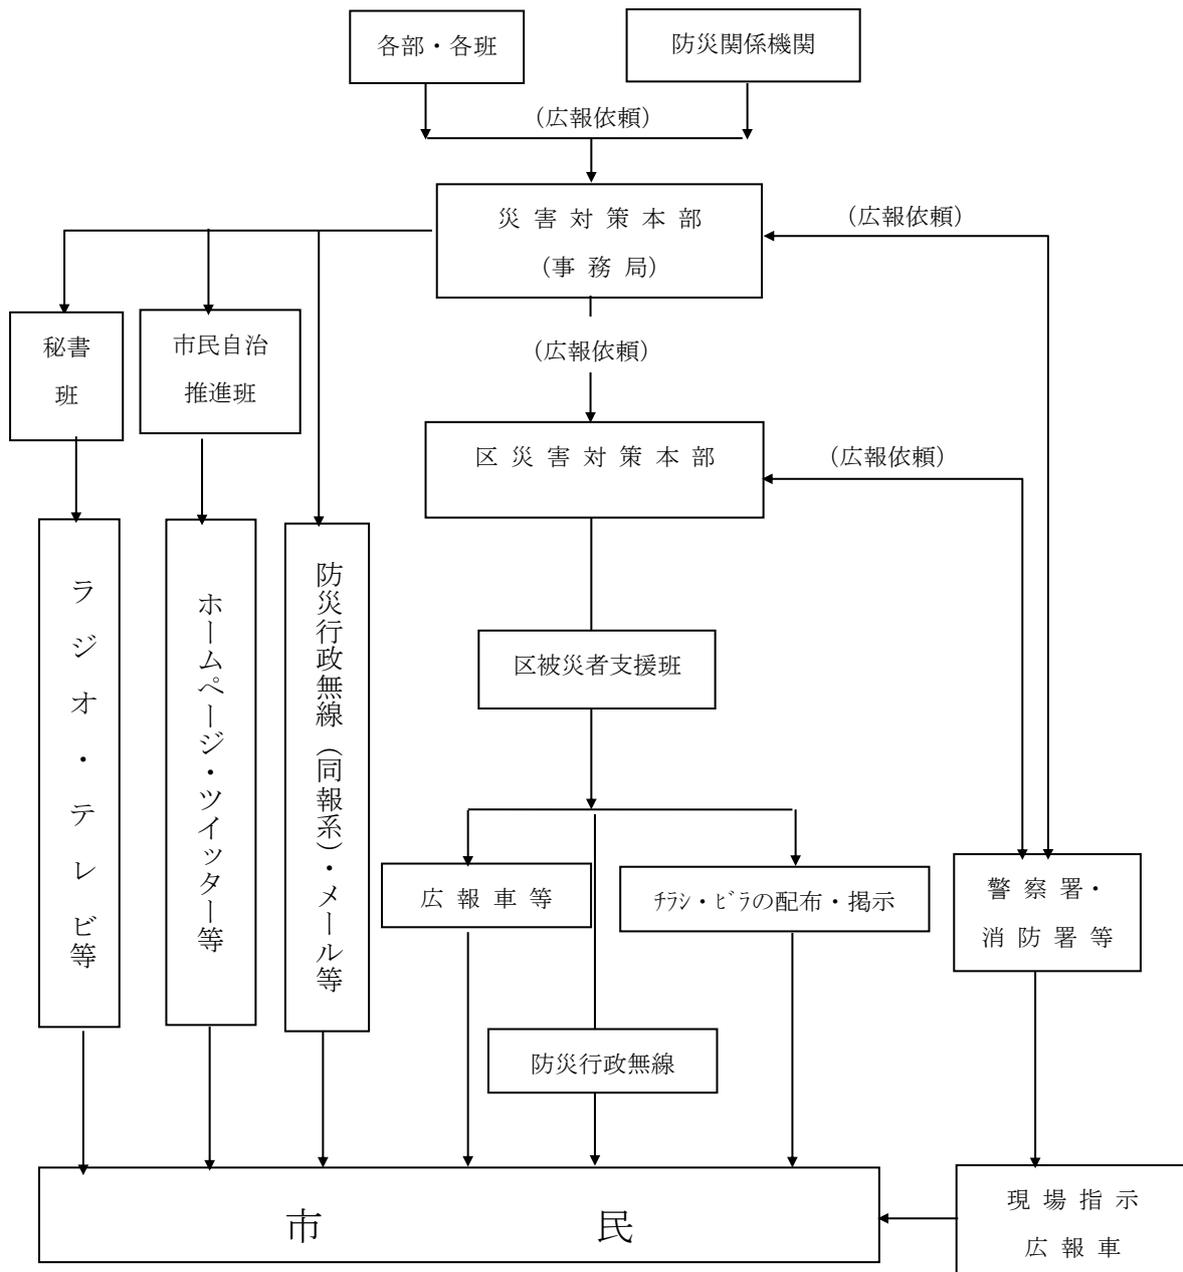 各部・各班
防災関係機関
(広報依頼)
災 害 対 策 本 部
(事 務 局)
(広報依頼)
秘書
班
市民自治
推進班
(広報依頼)
区 災 害 対 策 本 部
(広報依頼)
ラ ジ オ ・ テ レ ビ 等
ホームページ・ツイッター等
防災行政無線(同報系)・メール等
区被災者支援班
広 報 車 等
ﾁﾗｼ・ﾋﾞﾗの配布・掲示
警 察 署・
消 防 署 等
防災行政無線
市 民
現 場 指 示
広 報 車